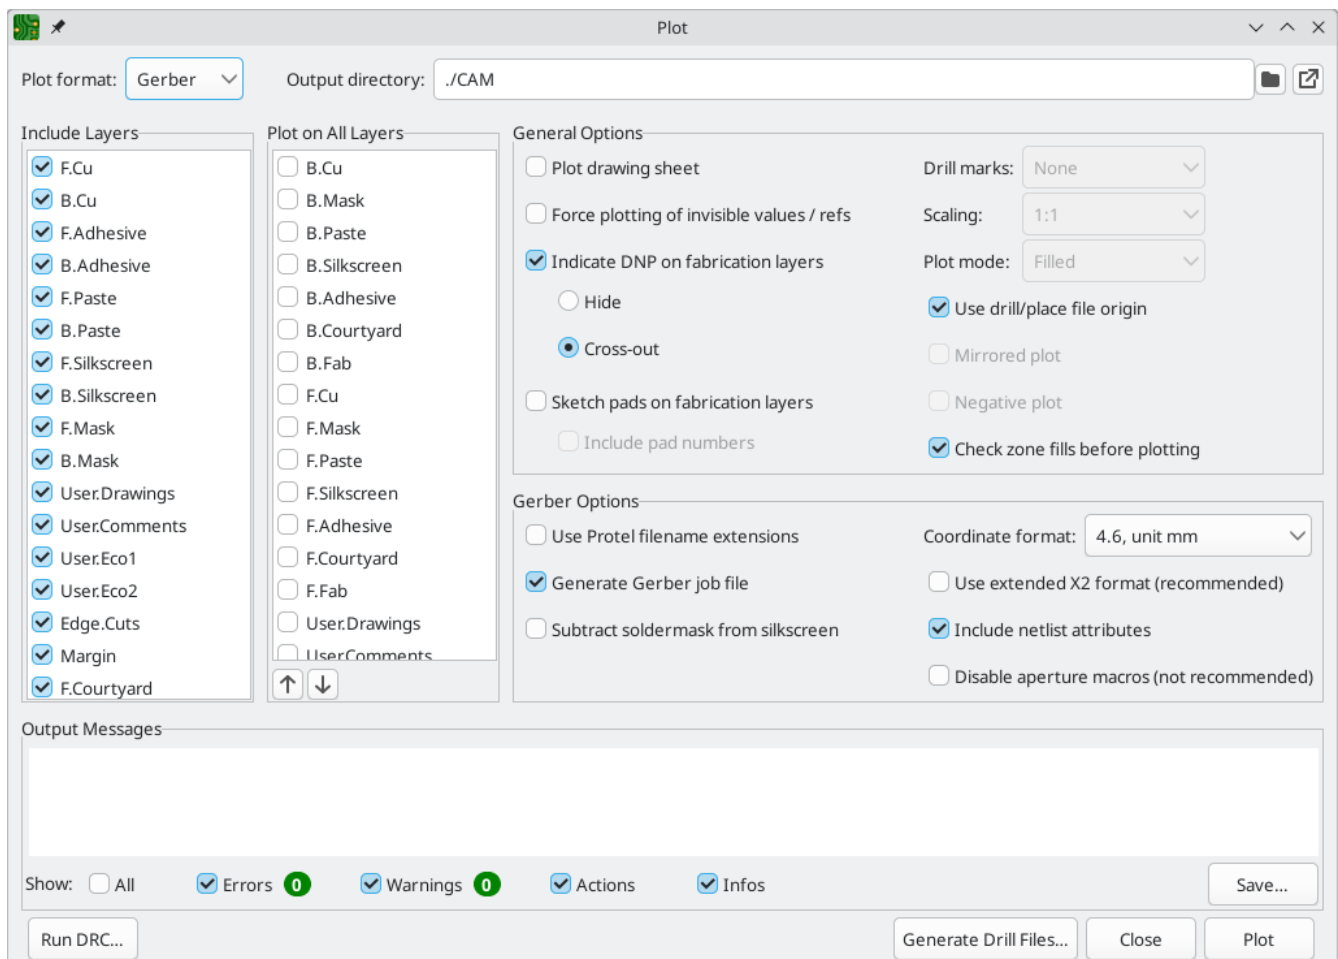 Plot
Plot format: Gerber
Output directory: ./CAM
Include Layers
F.Cu
B.Cu
F.Adhesive
B.Adhesive
F.Paste
B.Paste
F.Silkscreen
B.Silkscreen
F.Mask
B.Mask
User.Drawings
User.Comments
User.Eco1
User.Eco2
Edge.Cuts
Margin
F.Courtyard
Plot on All Layers
B.Cu
B.Mask
B.Paste
B.Silkscreen
B.Adhesive
B.Courtyard
B.Fab
F.Cu
F.Mask
F.Paste
F.Silkscreen
F.Adhesive
F.Courtyard
F.Fab
User.Drawings
User.Comments
General Options
Plot drawing sheet
Force plotting of invisible values / refs
Indicate DNP on fabrication layers
Hide
Cross-out
Sketch pads on fabrication layers
Include pad numbers
Drill marks: None
Scaling: 1:1
Plot mode: Filled
Use drill/place file origin
Mirrored plot
Negative plot
Check zone fills before plotting
Gerber Options
Use Protel filename extensions
Generate Gerber job file
Subtract soldermask from silkscreen
Coordinate format: 4.6, unit mm
Use extended X2 format (recommended)
Include netlist attributes
Disable aperture macros (not recommended)
Output Messages
Show: All Errors 0 Warnings 0 Actions Infos Save...
Run DRC... Generate Drill Files... Close Plot